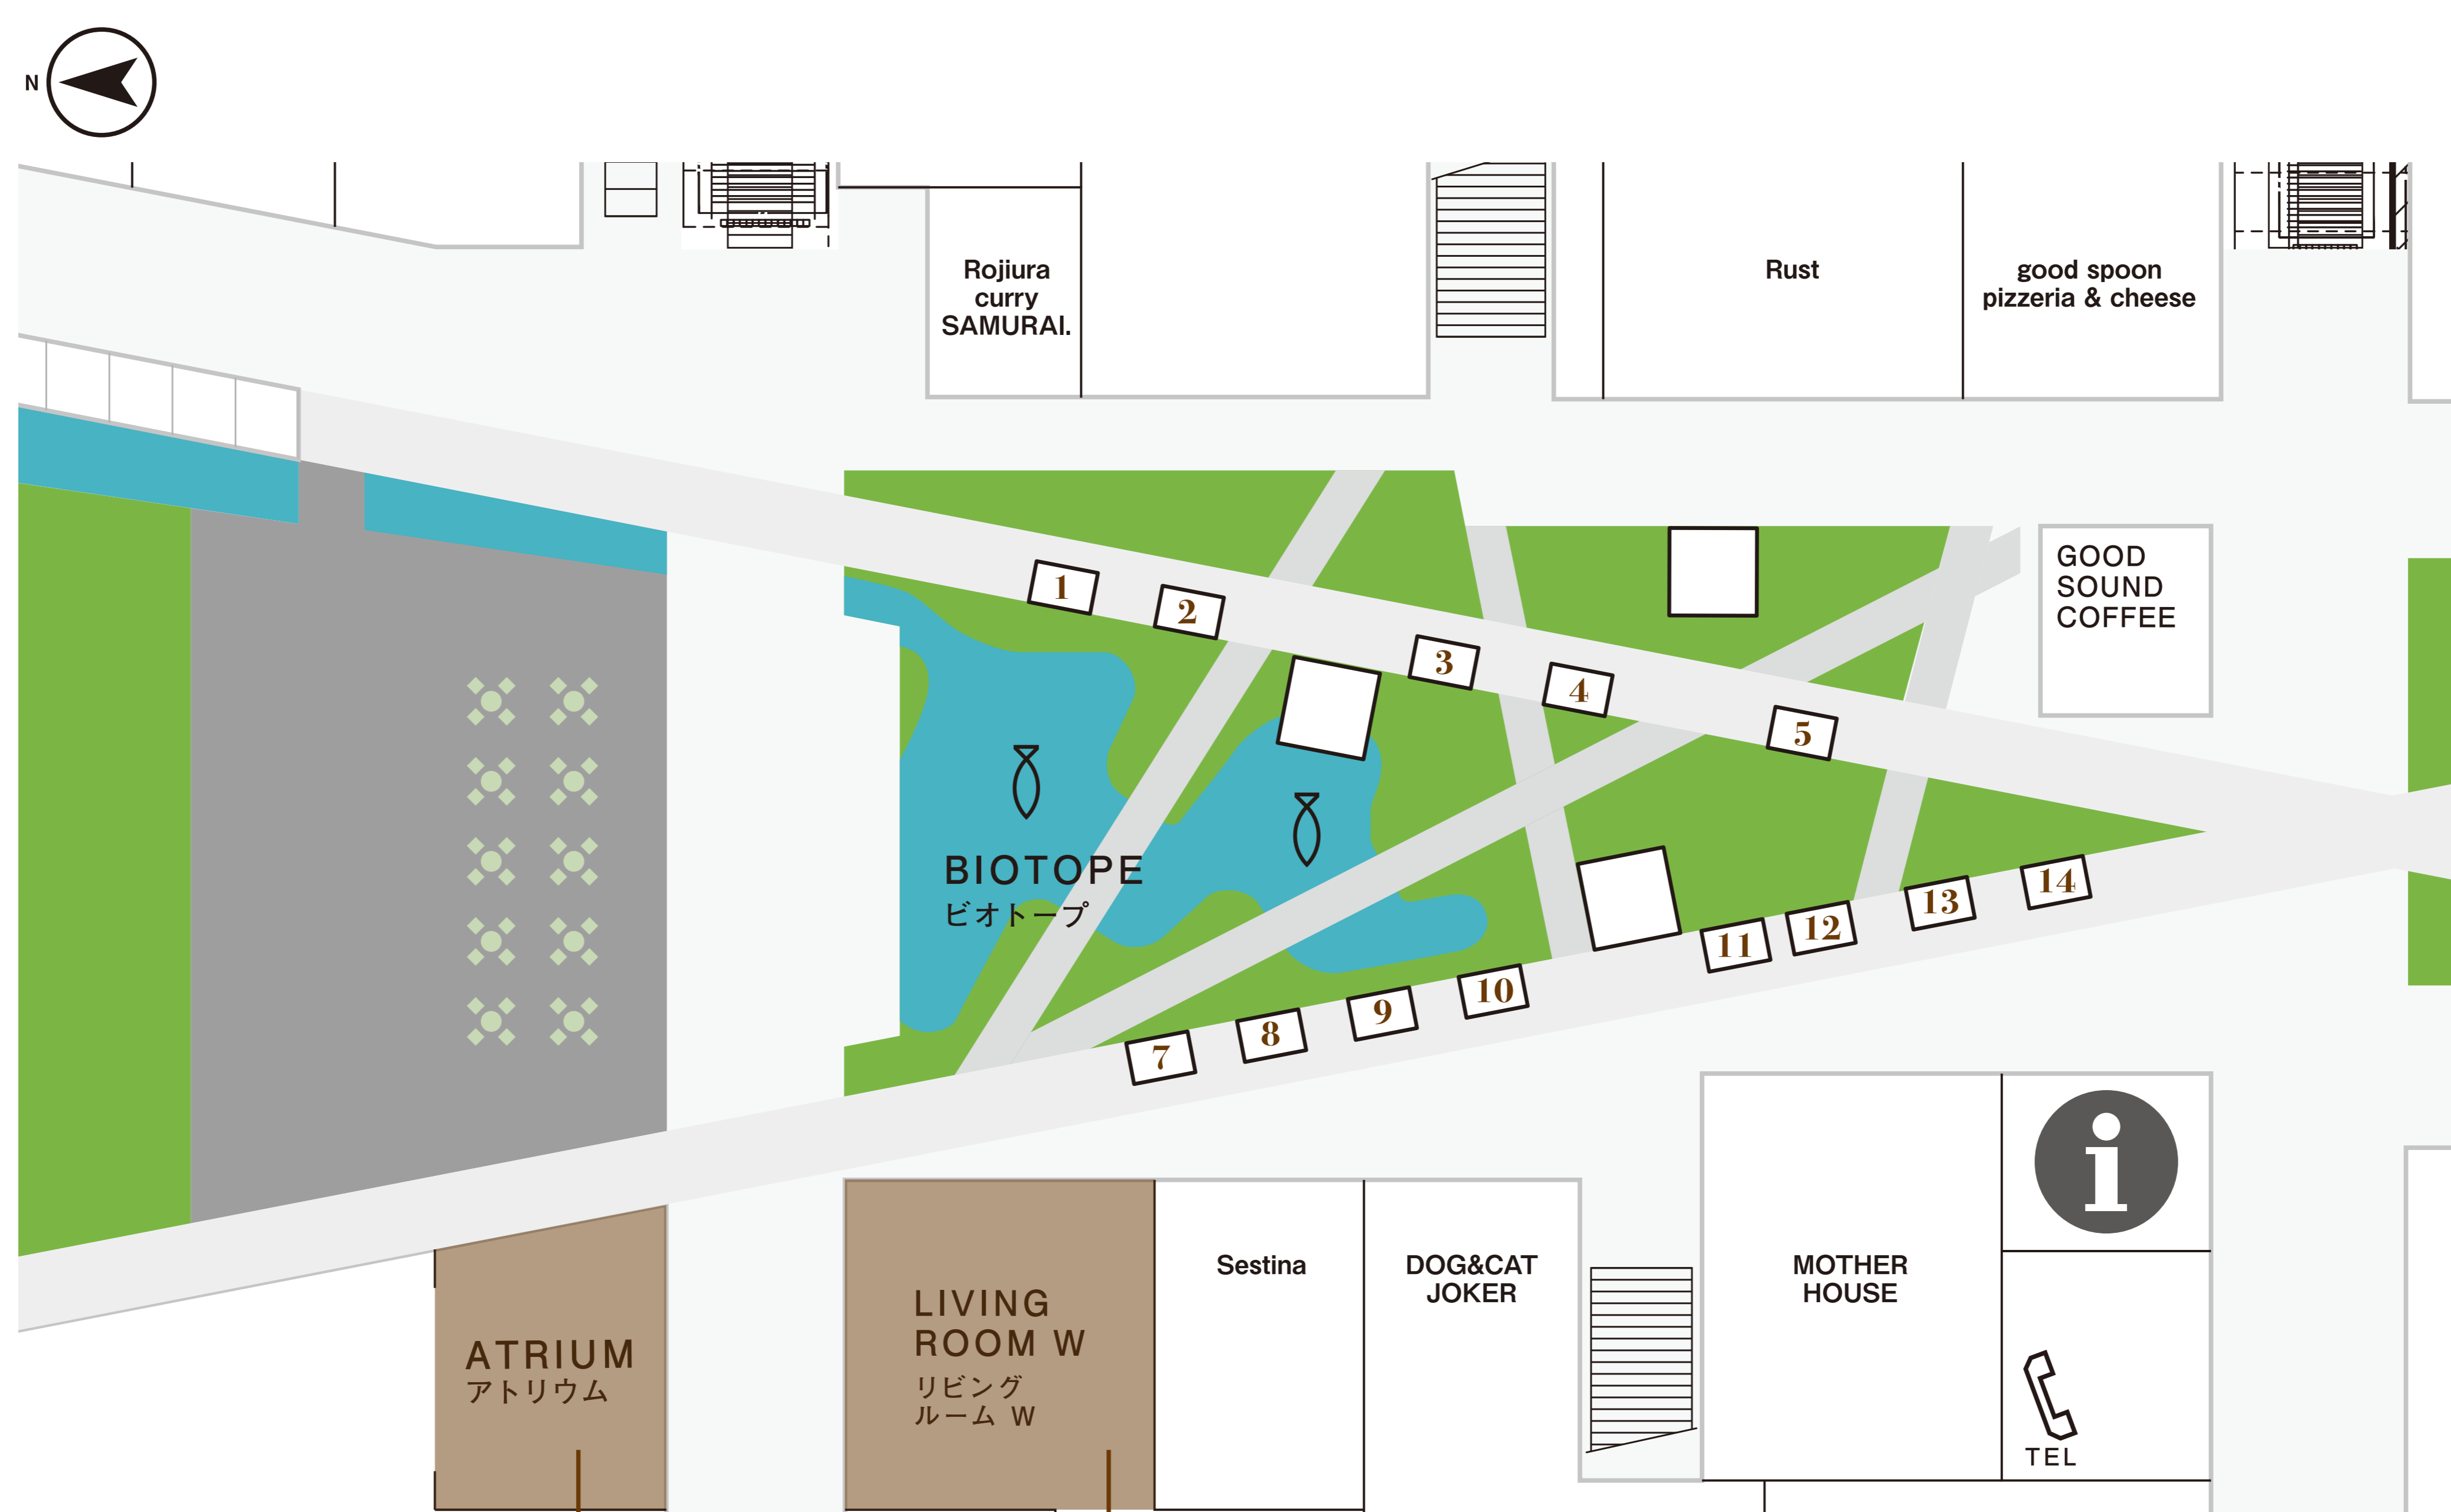 N
Rojiura
curry
SAMURAI.
Rust
good spoon
pizzeria & cheese
GOOD
SOUND
COFFEE
1
2
3
4
5
BIOTOPE
ビオトープ
7
8
9
10
11
12
13
14
ATRIUM
アトリウム
LIVING
ROOM W
リビング
ルーム W
Sestina
DOG&CAT
JOKER
MOTHER
HOUSE
i
TEL